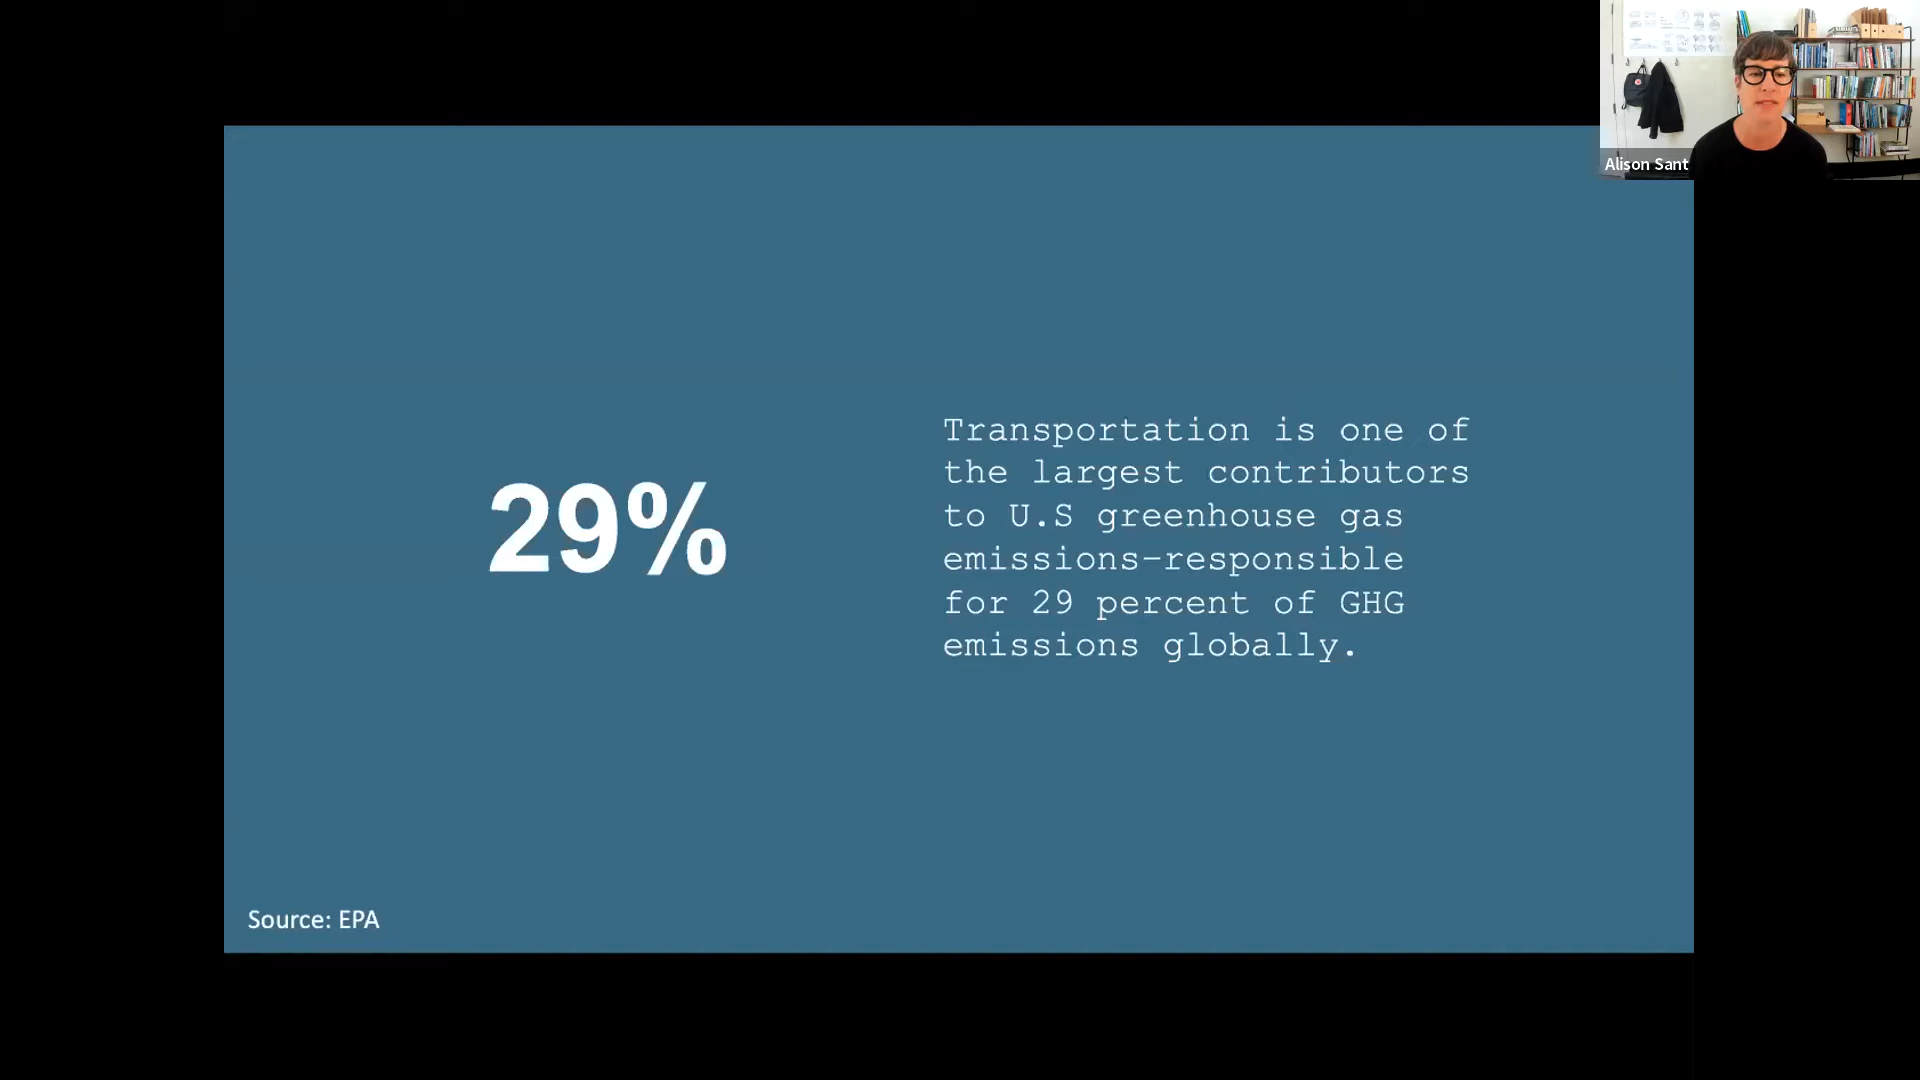 Alison Sant
29%
Transportation is one of
the largest contributors
to U.S greenhouse gas
emissions-responsible
for 29 percent of GHG
emissions globally.
Source: EPA